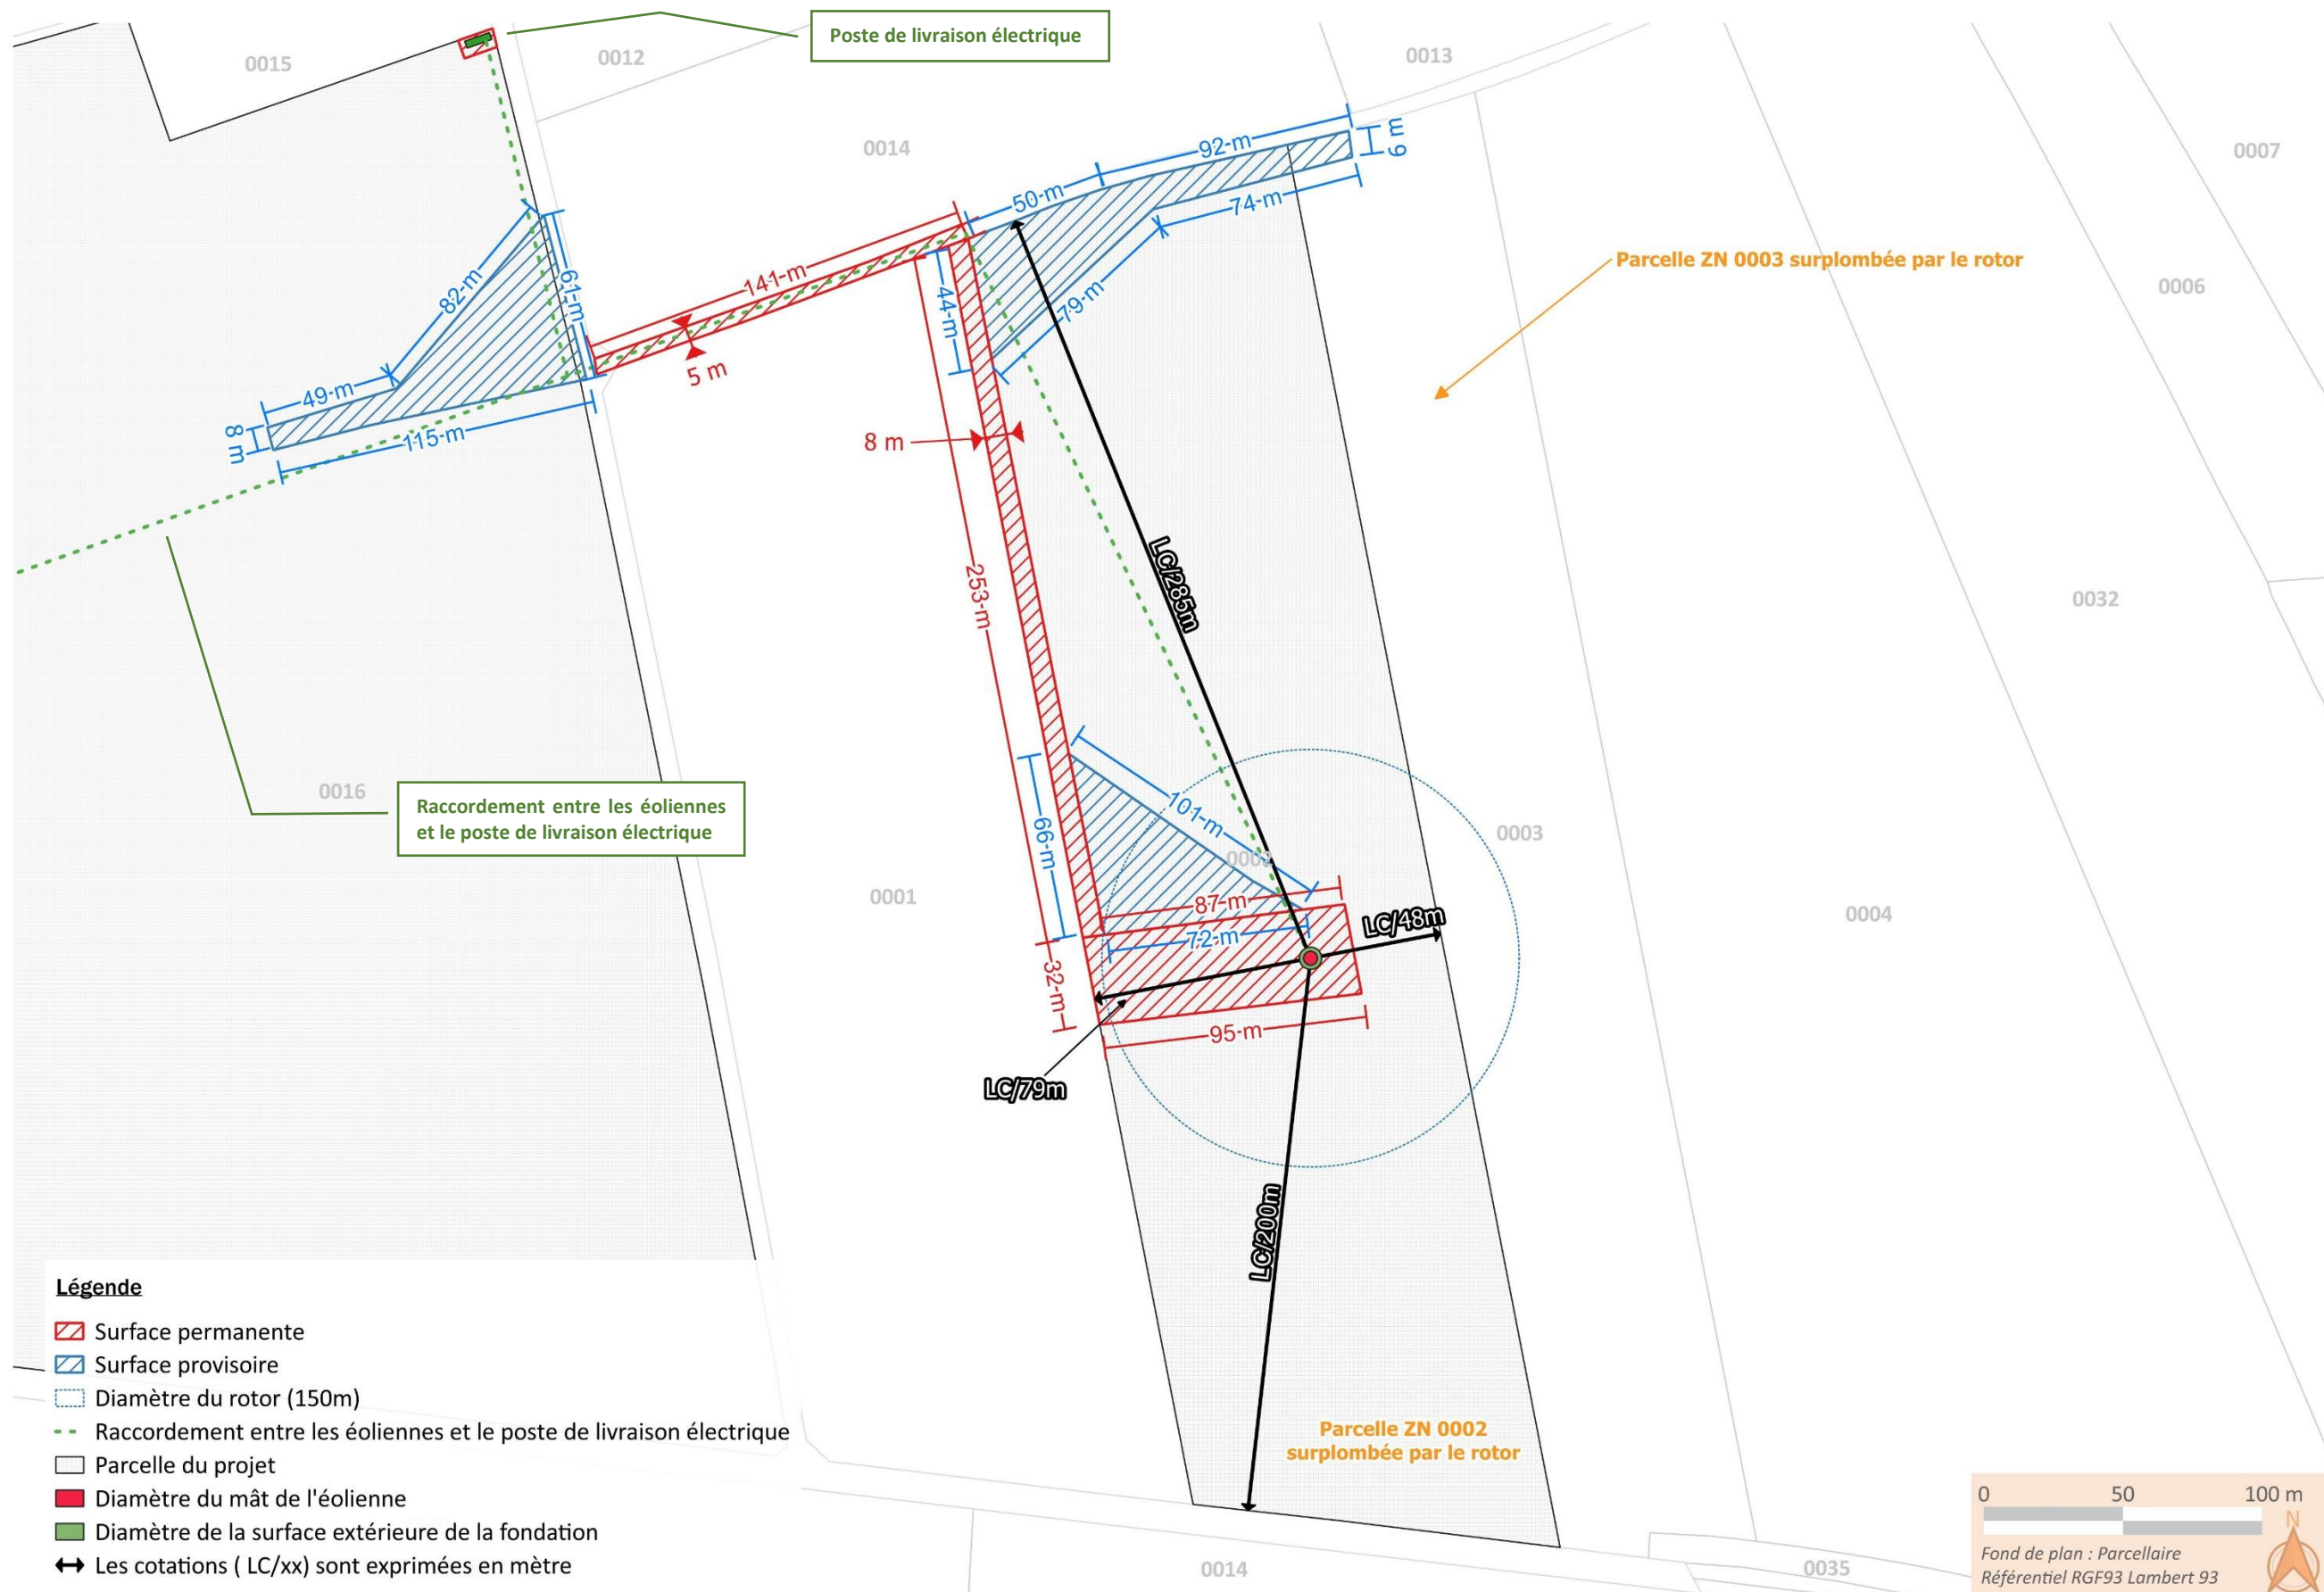 Poste de livraison électrique
0015
0012
0013
0014
0007
92-m
9 m
50-m
74-m
Parcelle ZN 0003 surplombée par le rotor
0006
82-m
61-m
141-m
44-m
79-m
5 m
49-m
8 m
115-m
8 m
LC/285m
253-m
0032
0016
Raccordement entre les éoliennes
et le poste de livraison électrique
101-m
66-m
0002
0003
0001
87-m
72-m
LC/48m
0004
32-m
95-m
LC/79m
LC/200m
Légende
Surface permanente
Surface provisoire
Diamètre du rotor (150m)
Raccordement entre les éoliennes et le poste de livraison électrique
Parcelle du projet
Diamètre du mât de l'éolienne
Diamètre de la surface extérieure de la fondation
Les cotations ( LC/xx) sont exprimées en mètre
Parcelle ZN 0002
surplombée par le rotor
0014
0035
0 50 100 m
N
Fond de plan : Parcellaire
Référentiel RGF93 Lambert 93